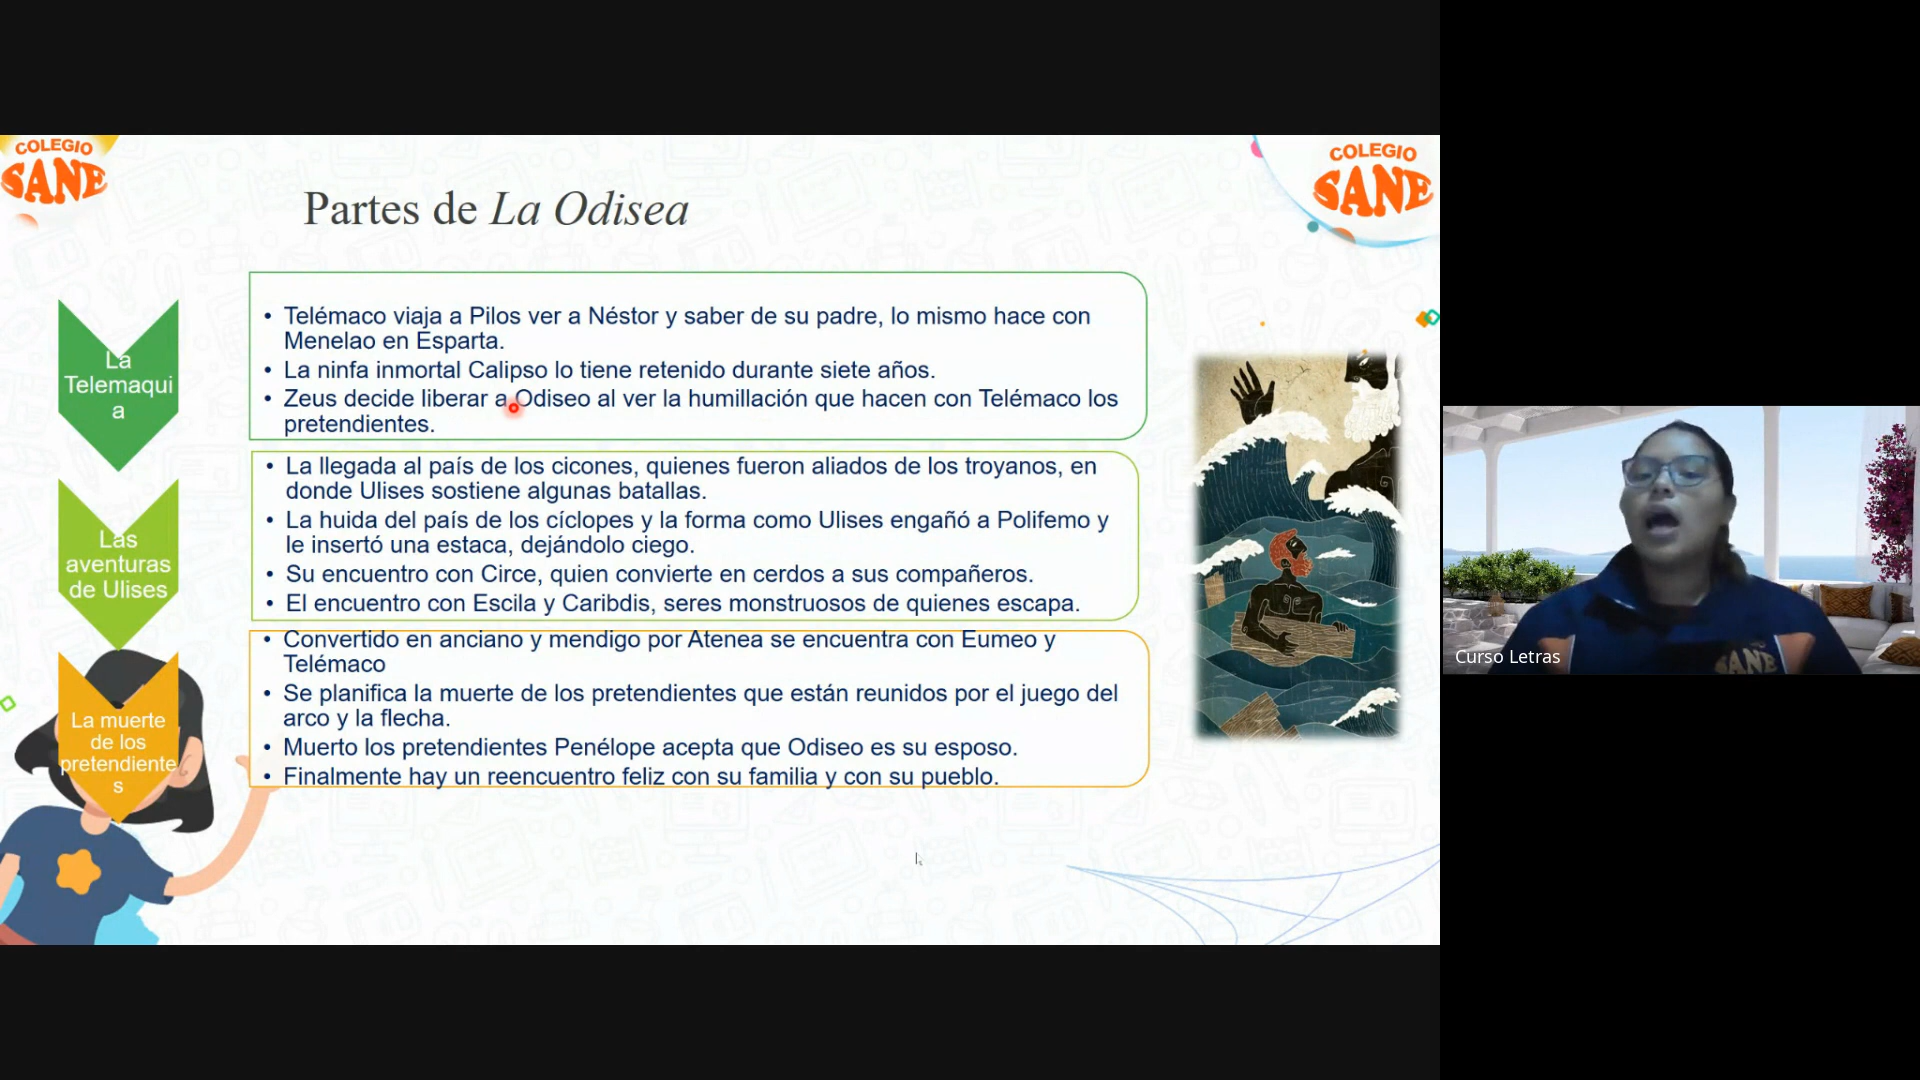 COLEGIO
SANE
COLEGIO
SANE
Partes de La Odisea
La
Telemaqui
a
• Telémaco viaja a Pilos ver a Néstor y saber de su padre, lo mismo hace con
Menelao en Esparta.
• La ninfa inmortal Calipso lo tiene retenido durante siete años.
• Zeus decide liberar a Odiseo al ver la humillación que hacen con Telémaco los
pretendientes.
Las
aventuras
de Ulises
• La llegada al país de los cicones, quienes fueron aliados de los troyanos, en
donde Ulises sostiene algunas batallas.
• La huida del país de los cíclopes y la forma como Ulises engañó a Polifemo y
le insertó una estaca, dejándolo ciego.
• Su encuentro con Circe, quien convierte en cerdos a sus compañeros.
• El encuentro con Escila y Caribdis, seres monstruosos de quienes escapa.
La muerte
de los
pretendiente
s
• Convertido en anciano y mendigo por Atenea se encuentra con Eumeo y
Telémaco
• Se planifica la muerte de los pretendientes que están reunidos por el juego del
arco y la flecha.
• Muerto los pretendientes Penélope acepta que Odiseo es su esposo.
• Finalmente hay un reencuentro feliz con su familia y con su pueblo.
Curso Letras
SANE